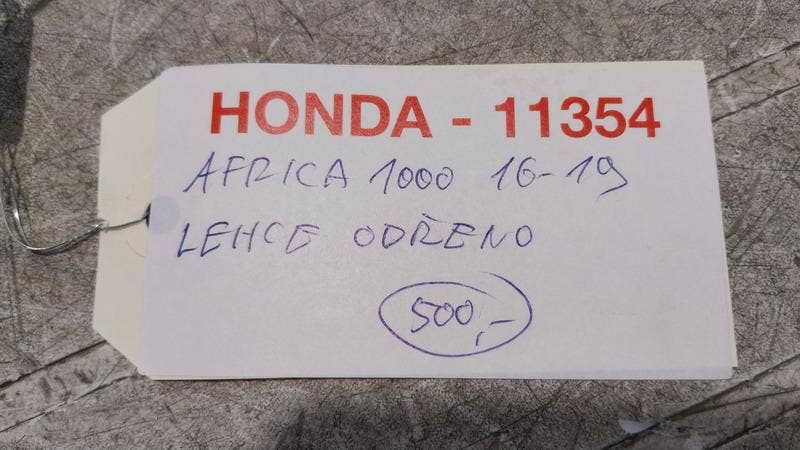 HONDA - 11354
AFRICA 1000 16-19
LEHCE ODŘENO
500,-